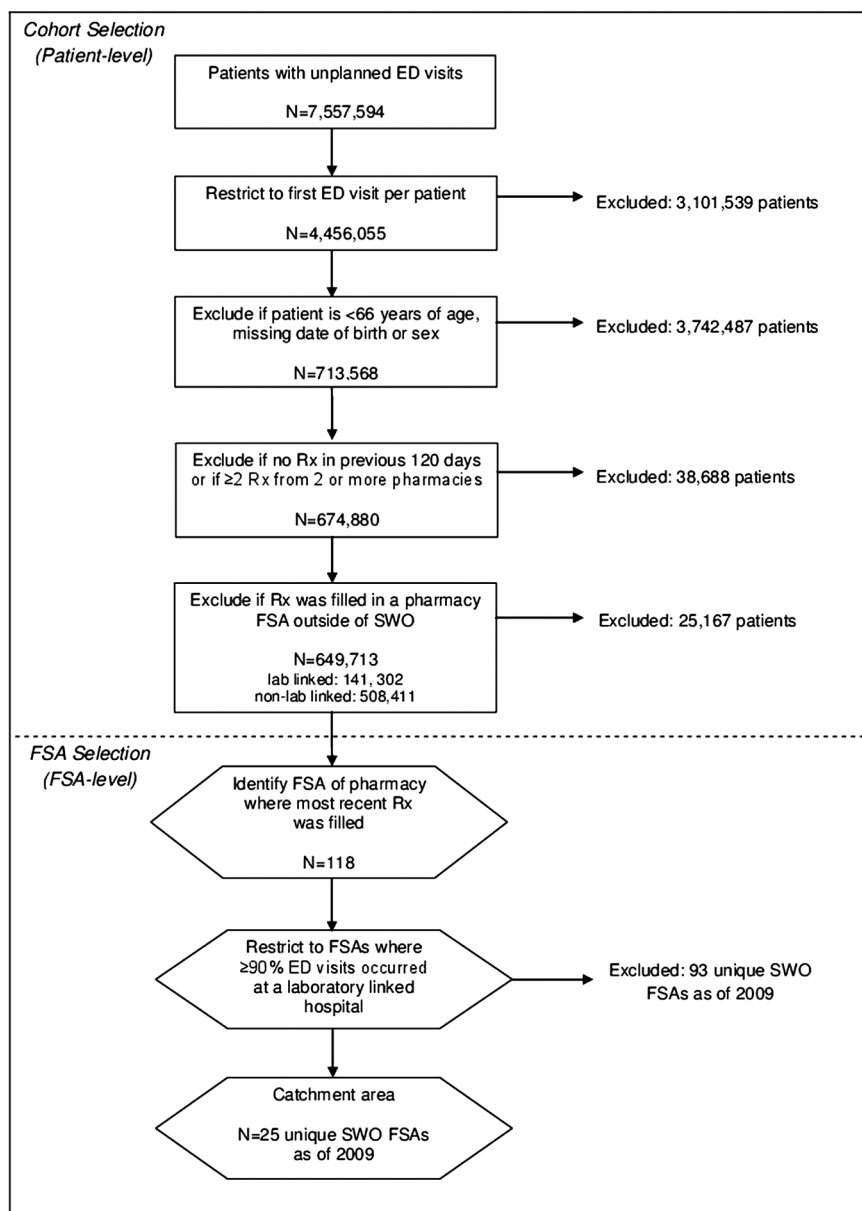 Cohort Selection
(Patient-level)
Patients with unplanned ED visits
N=7,557,594
Restrict to first ED visit per patient
N=4,456,055
Excluded: 3,101,539 patients
Exclude if patient is <66 years of age,
missing date of birth or sex
N=713,568
Excluded: 3,742,487 patients
Exclude if no Rx in previous 120 days
or if ≥2 Rx from 2 or more pharmacies
N=674,880
Excluded: 38,688 patients
Exclude if Rx was filled in a pharmacy
FSA outside of SWO
N=649,713
lab linked: 141, 302
non-lab linked: 508,411
Excluded: 25,167 patients
FSA Selection
(FSA-level)
Identify FSA of pharmacy
where most recent Rx
was filled
N=118
Restrict to FSAs where
≥90% ED visits occurred
at a laboratory linked
hospital
Excluded: 93 unique SWO
FSAs as of 2009
Catchment area
N=25 unique SWO FSAs
as of 2009